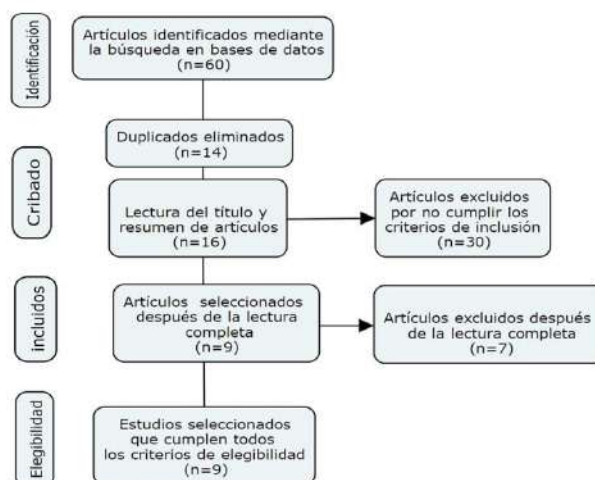 Identificación
Artículos identificados mediante
la búsqueda en bases de datos
(n=60)
Cribado
Duplicados eliminados
(n=14)
Lectura del título y
resumen de artículos
(n=16)
Artículos excluidos
por no cumplir los
criterios de inclusión
(n=30)
incluidos
Artículos seleccionados
después de la lectura
completa
(n=9)
Artículos excluidos después
de la lectura completa
(n=7)
Elegibilidad
Estudios seleccionados
que cumplen todos
los criterios de elegebilidad
(n=9)